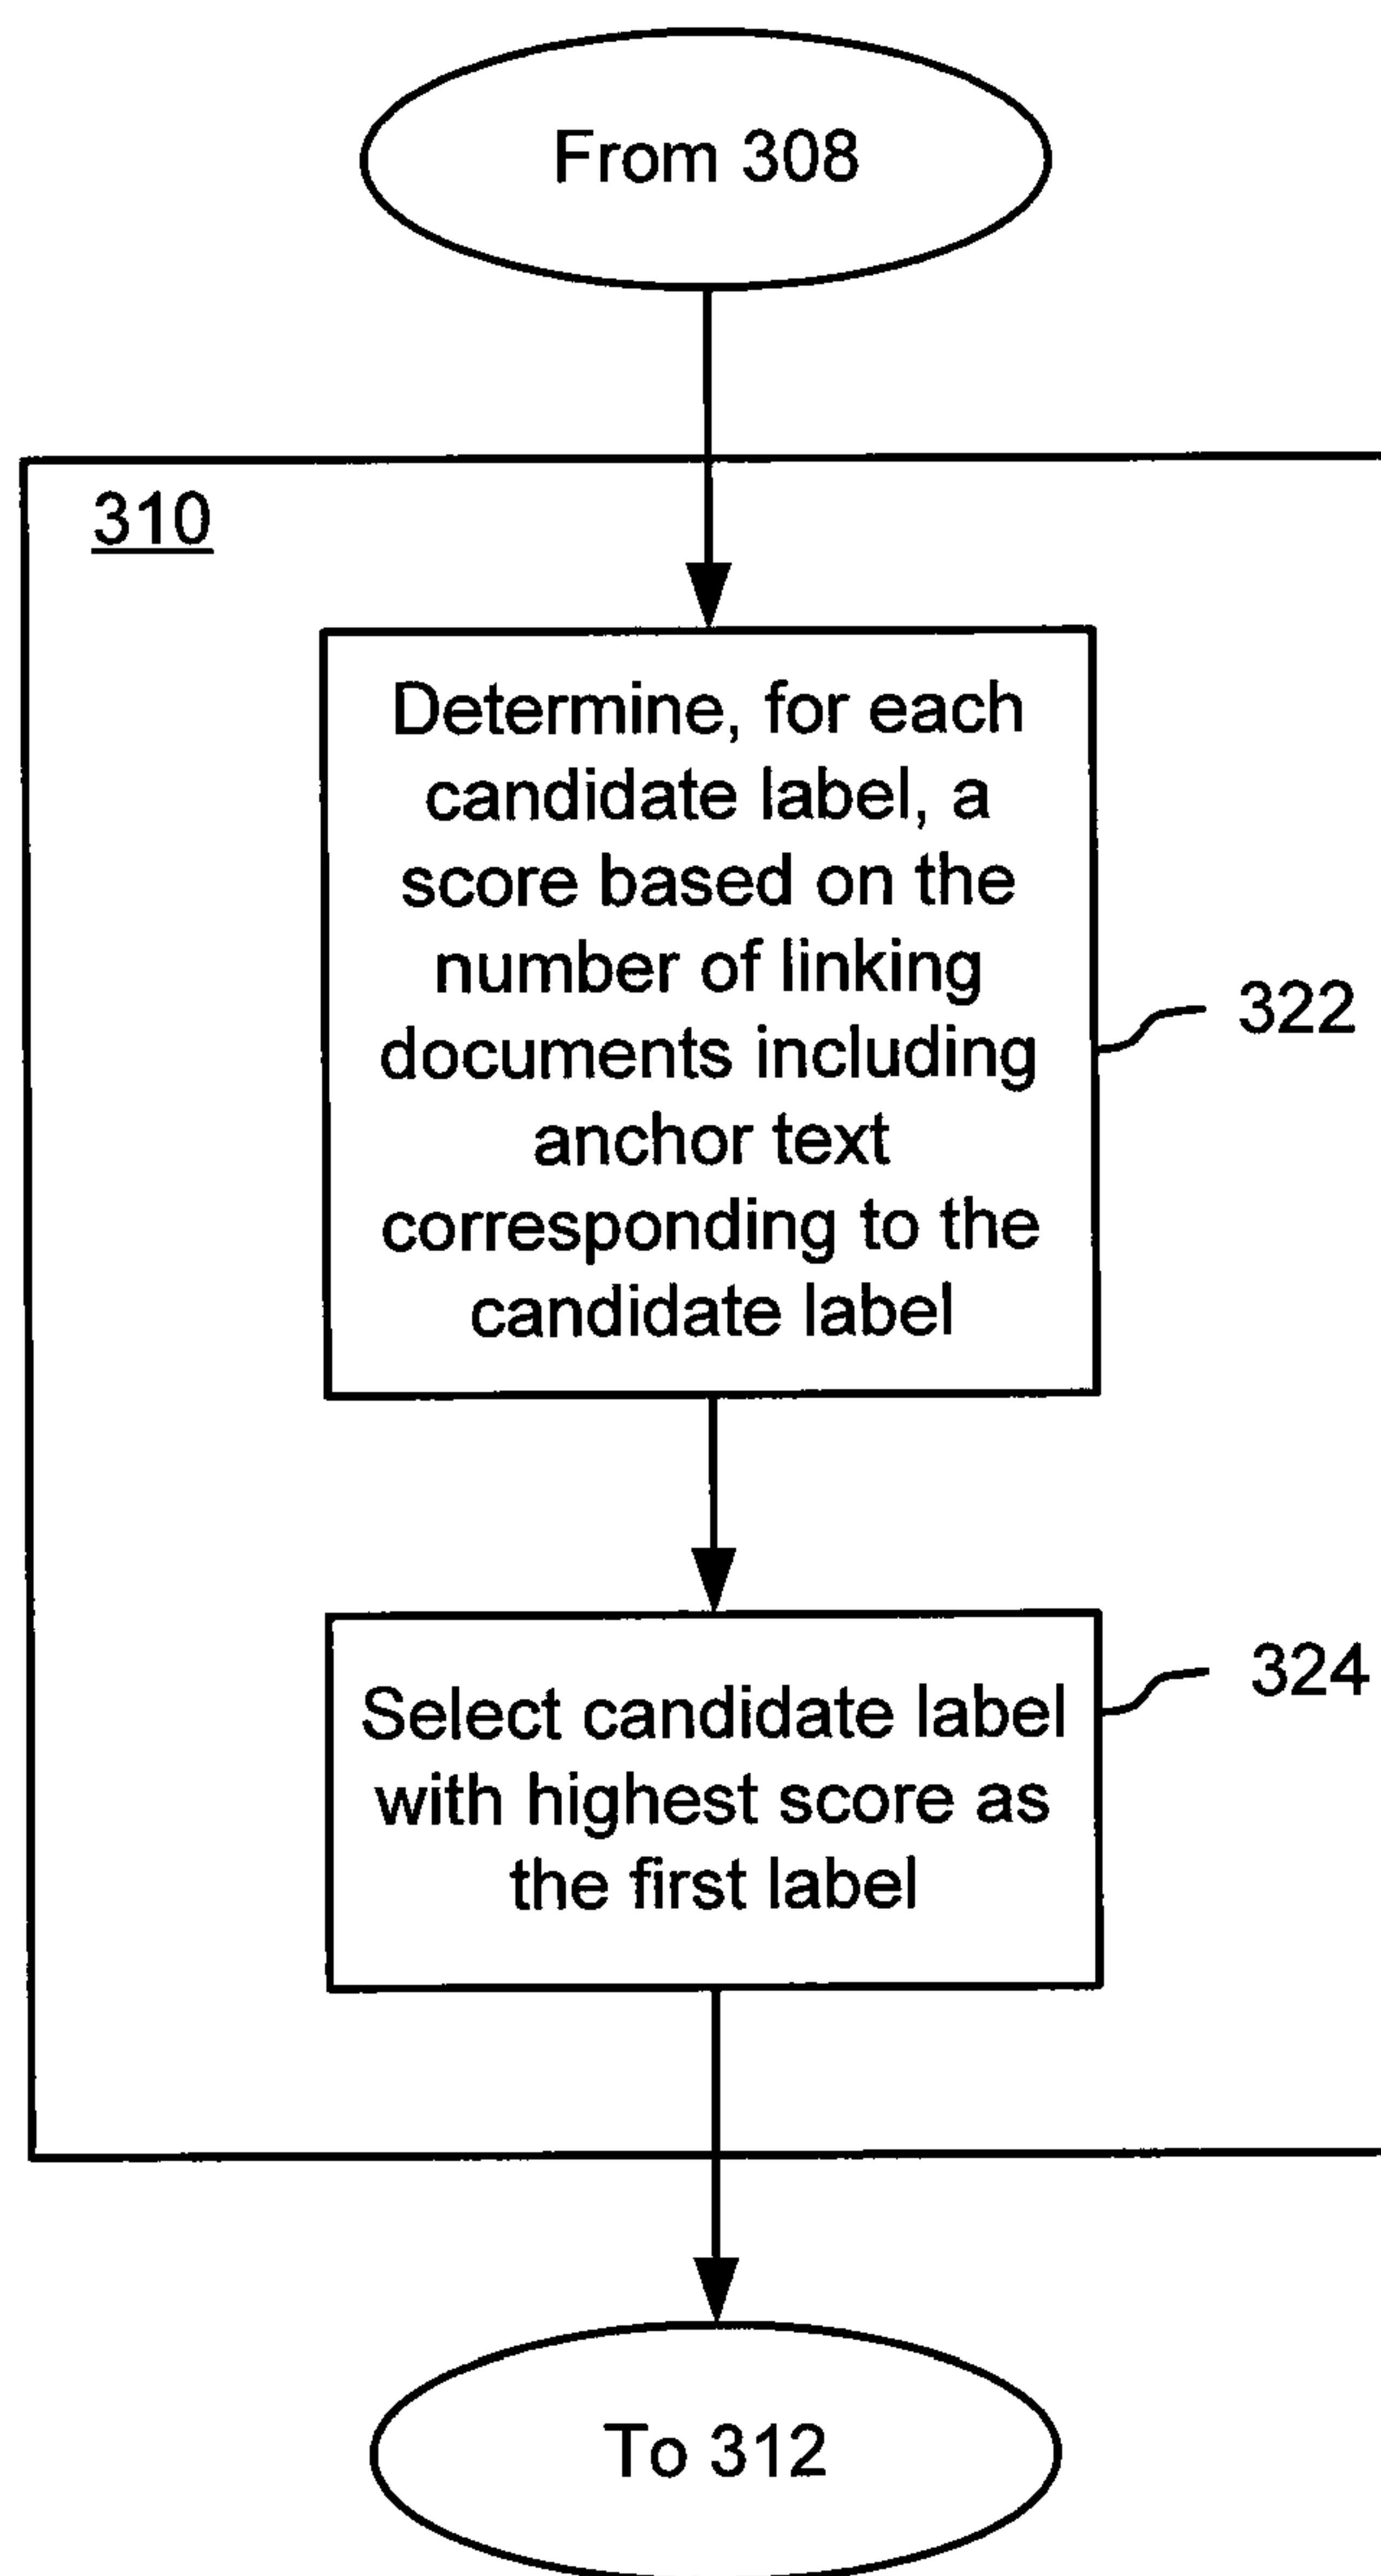 From 308
310
Determine, for each
candidate label, a
score based on the
number of linking
documents including
anchor text
corresponding to the
candidate label
322
Select candidate label
with highest score as
the first label
324
To 312